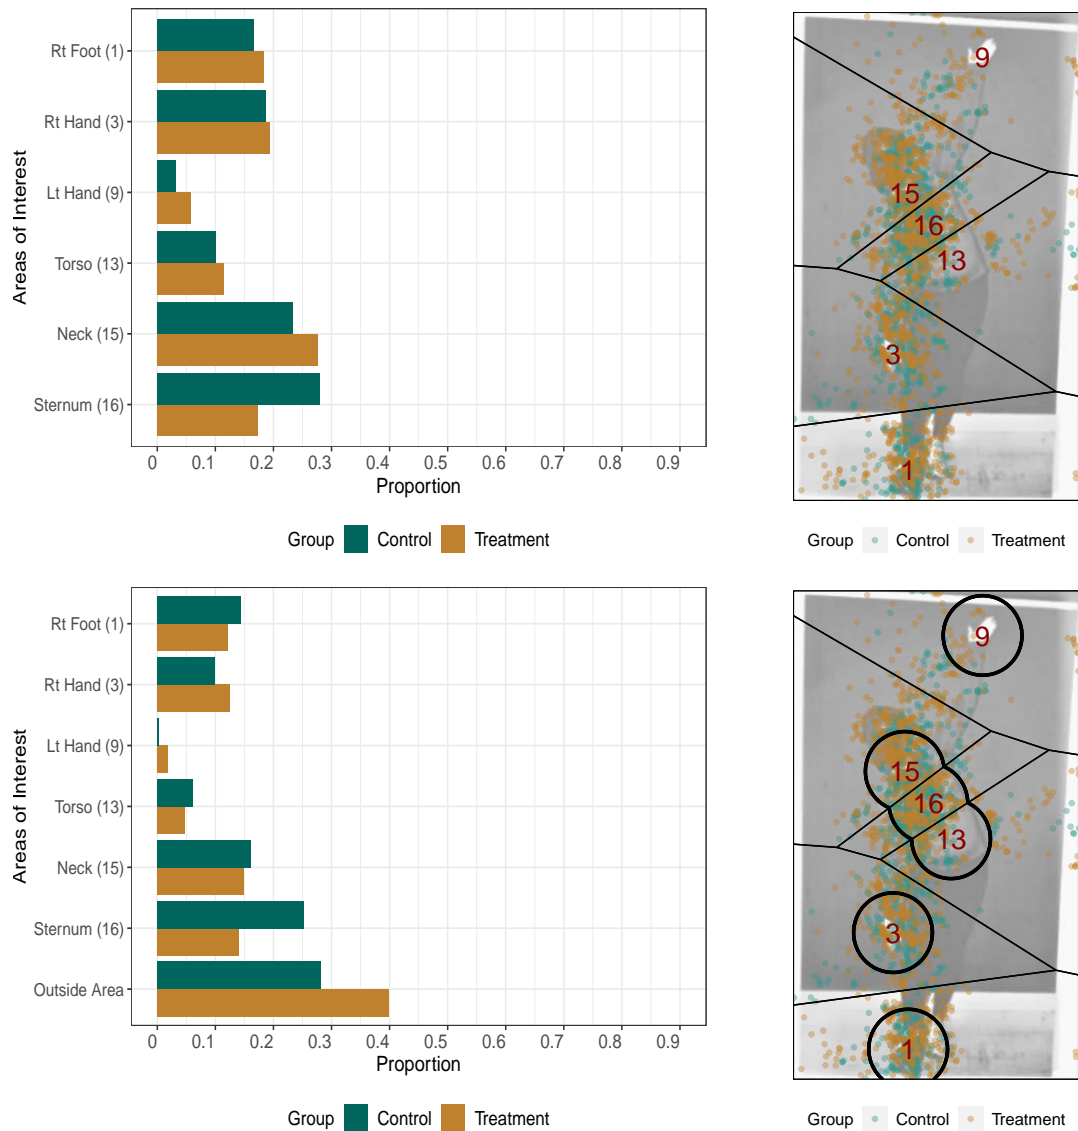 Areas of Interest
Rt Foot (1)
Rt Hand (3)
Lt Hand (9)
Torso (13)
Neck (15)
Sternum (16)
0 0.1 0.2 0.3 0.4 0.5 0.6 0.7 0.8 0.9
Proportion
Group Control Treatment
9
15
16
13
3
1
Group Control Treatment
Areas of Interest
Rt Foot (1)
Rt Hand (3)
Lt Hand (9)
Torso (13)
Neck (15)
Sternum (16)
Outside Area
0 0.1 0.2 0.3 0.4 0.5 0.6 0.7 0.8 0.9
Proportion
Group Control Treatment
9
15
16
13
3
1
Group Control Treatment